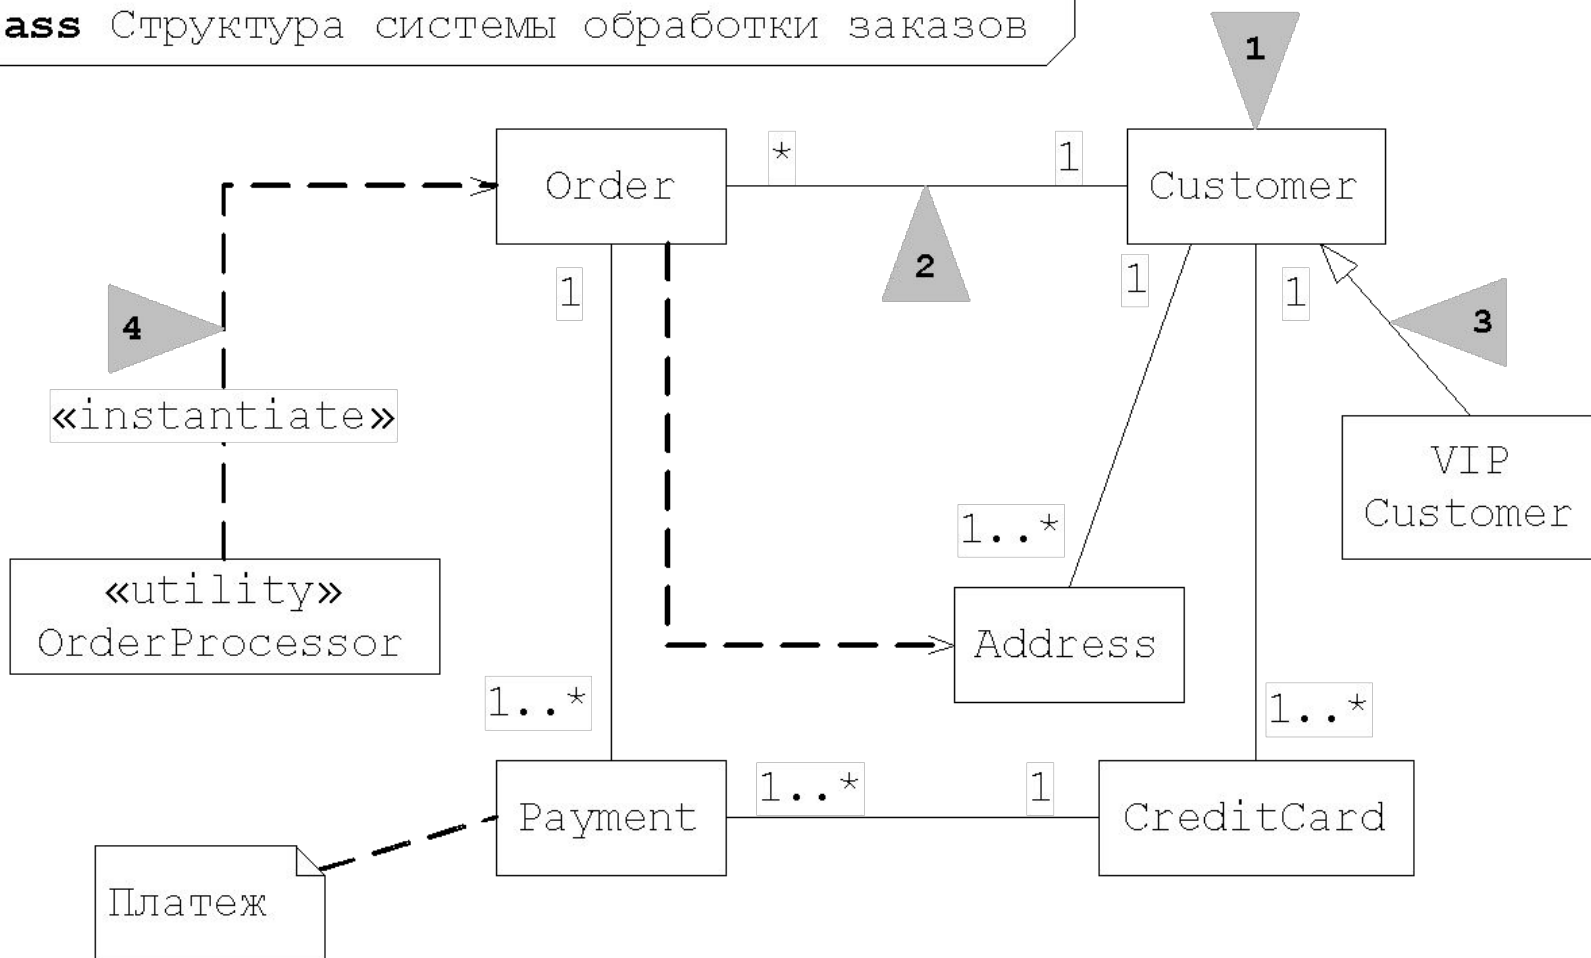 ass Структура системы обработки заказов
1
* 1
Order
Customer
2
1
1
1
3
4
«instantiate»
VIP
Customer
1..*
«utility»
OrderProcessor
Address
1..*
1..*
1..* 1
Payment
CreditCard
Платеж